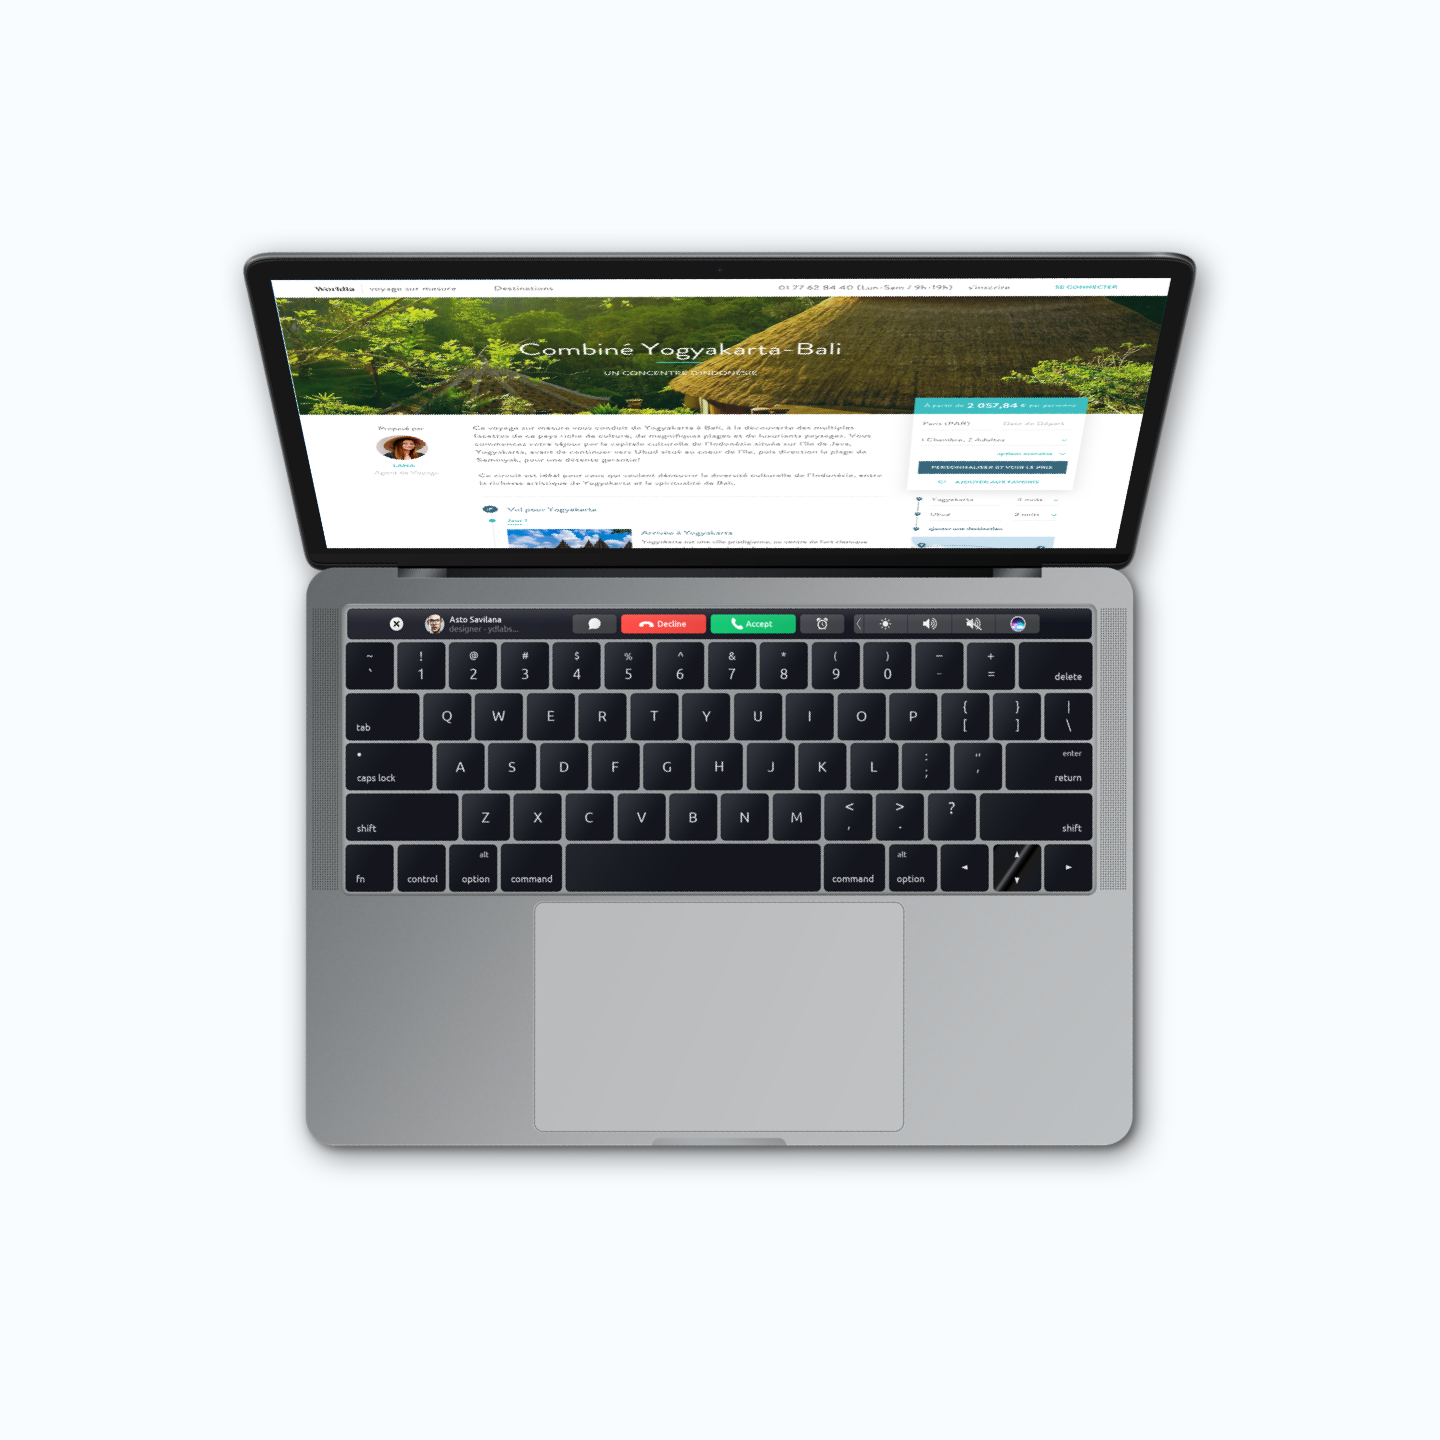 Worldia voyage sur mesure Destinations 01 77 62 84 40 (Lun-Sam / 9h-19h) s'inscrire SE CONNECTER
Combiné Yogyakarta-Bali
UN CONCENTRÉ D'INDONÉSIE
À partir de 2 057,84 € par personne
Paris (PAR) Date de Départ
1 Chambre, 2 Adultes
options avancées
PERSONNALISER ET VOIR LE PRIX
AJOUTER AUX FAVORIS
Yogyakarta 4 nuits
Ubud 2 nuits
ajouter une destination
Proposé par
LANA
Agent de Voyage
Ce voyage sur mesure vous conduit de Yogyakarta à Bali, à la découverte des multiples
facettes de ce pays riche de culture, de magnifiques plages et de luxuriants paysages. Vous
commencez votre séjour par la capitale culturelle de l'Indonésie située sur l'île de Java,
Yogyakarta, avant de continuer vers Ubud situé au coeur de l'île, puis direction la plage de
Seminyak, pour une détente garantie!
Ce circuit est idéal pour ceux qui veulent découvrir la diversité culturelle de l'Indonésie, entre
la richesse artistique de Yogyakarta et la spiritualité de Bali.
Vol pour Yogyakarta
Jour 1
Arrivée à Yogyakarta
Yogyakarta est une ville prodigieuse, au centre de l'art classique
Asto Savilana
designer - ydlabs...
Decline Accept
~ ! @ # $ % ^ & * ( ) — +
` 1 2 3 4 5 6 7 8 9 0 - = delete
tab Q W E R T Y U I O P { [ } ] | \
caps lock A S D F G H J K L : ; " ' enter return
shift Z X C V B N M < , > . ? shift
fn control alt option command command alt option